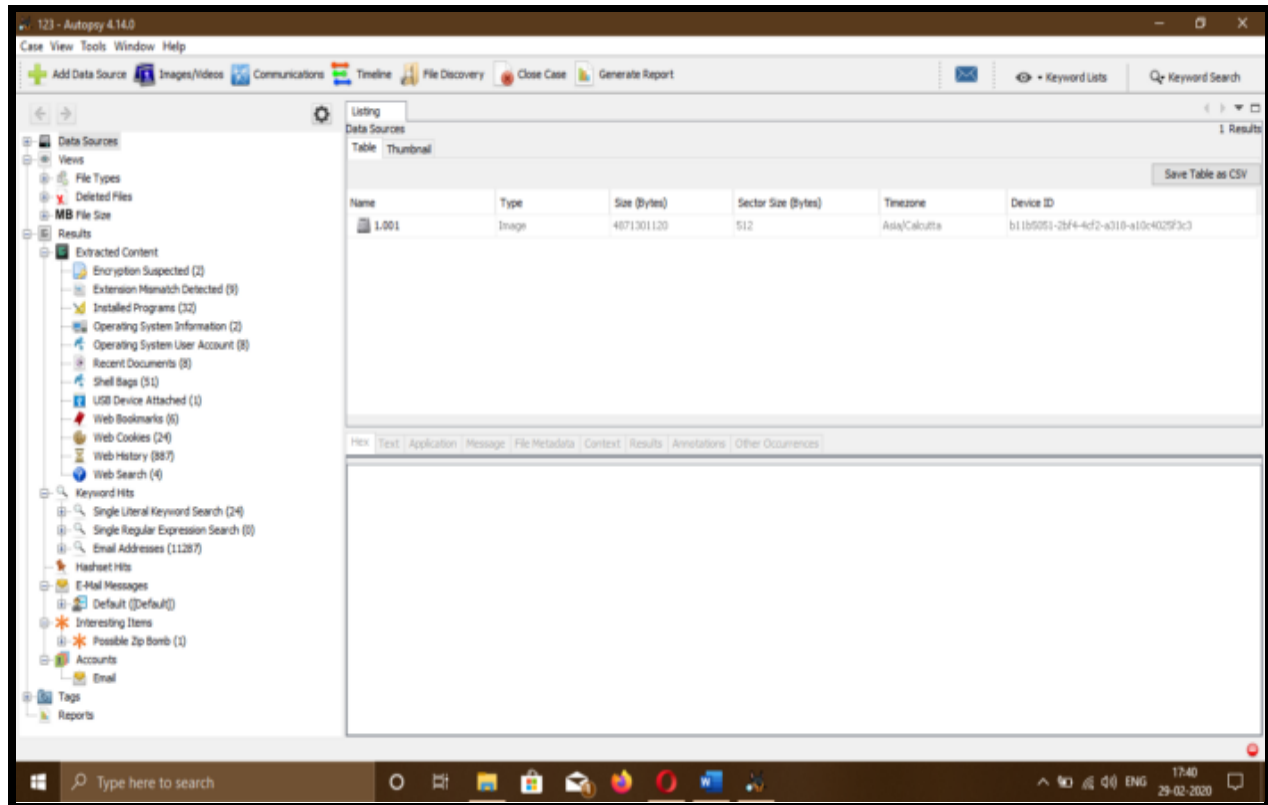 123 - Autopsy 4.14.0
Case View Tools Window Help
Add Data Source Images/Videos Communications Timeline File Discovery Close Case Generate Report Keyword Lists Keyword Search
Listing
Data Sources 1 Results
Table Thumbnail
Save Table as CSV
Name Type Size (Bytes) Sector Size (Bytes) Timezone Device ID
1.001 Image 4871301120 512 Asia/Calcutta b11b5051-2bf4-4cf2-a318-a10c4025f3c3
Data Sources
Views
File Types
Deleted Files
MB File Size
Results
Extracted Content
Encryption Suspected (2)
Extension Mismatch Detected (9)
Installed Programs (32)
Operating System Information (2)
Operating System User Account (8)
Recent Documents (8)
Shell Bags (51)
USB Device Attached (1)
Web Bookmarks (6)
Web Cookies (24)
Web History (887)
Web Search (4)
Keyword Hits
Single Literal Keyword Search (24)
Single Regular Expression Search (0)
Email Addresses (11287)
Hashset Hits
E-Mail Messages
Default ([Default])
Interesting Items
Possible Zip Bomb (1)
Accounts
Email
Tags
Reports
Hex Text Application Message File Metadata Context Results Annotations Other Occurrences
Type here to search
ENG 17:40
29-02-2020